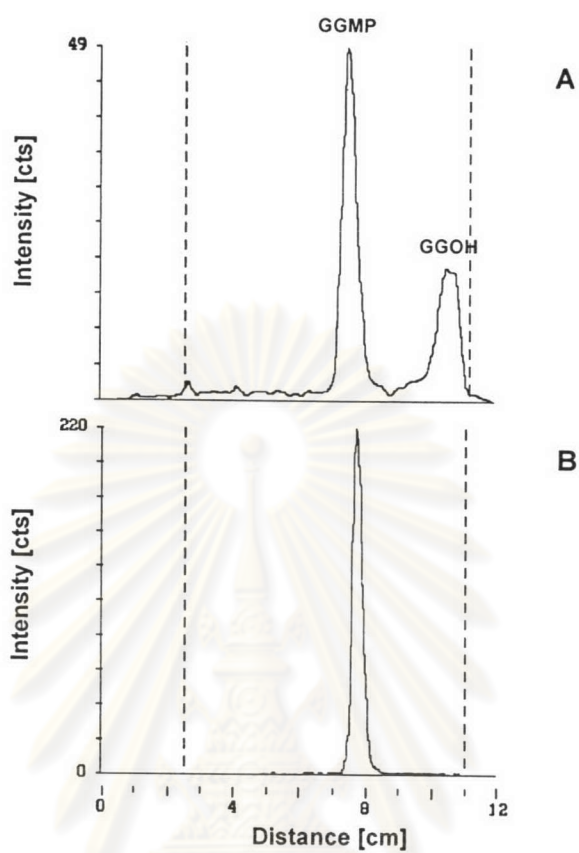 GGMP
49
A
Intensity [cts]
GGOH
220
B
Intensity [cts]
0
0 4 8 12
Distance [cm]